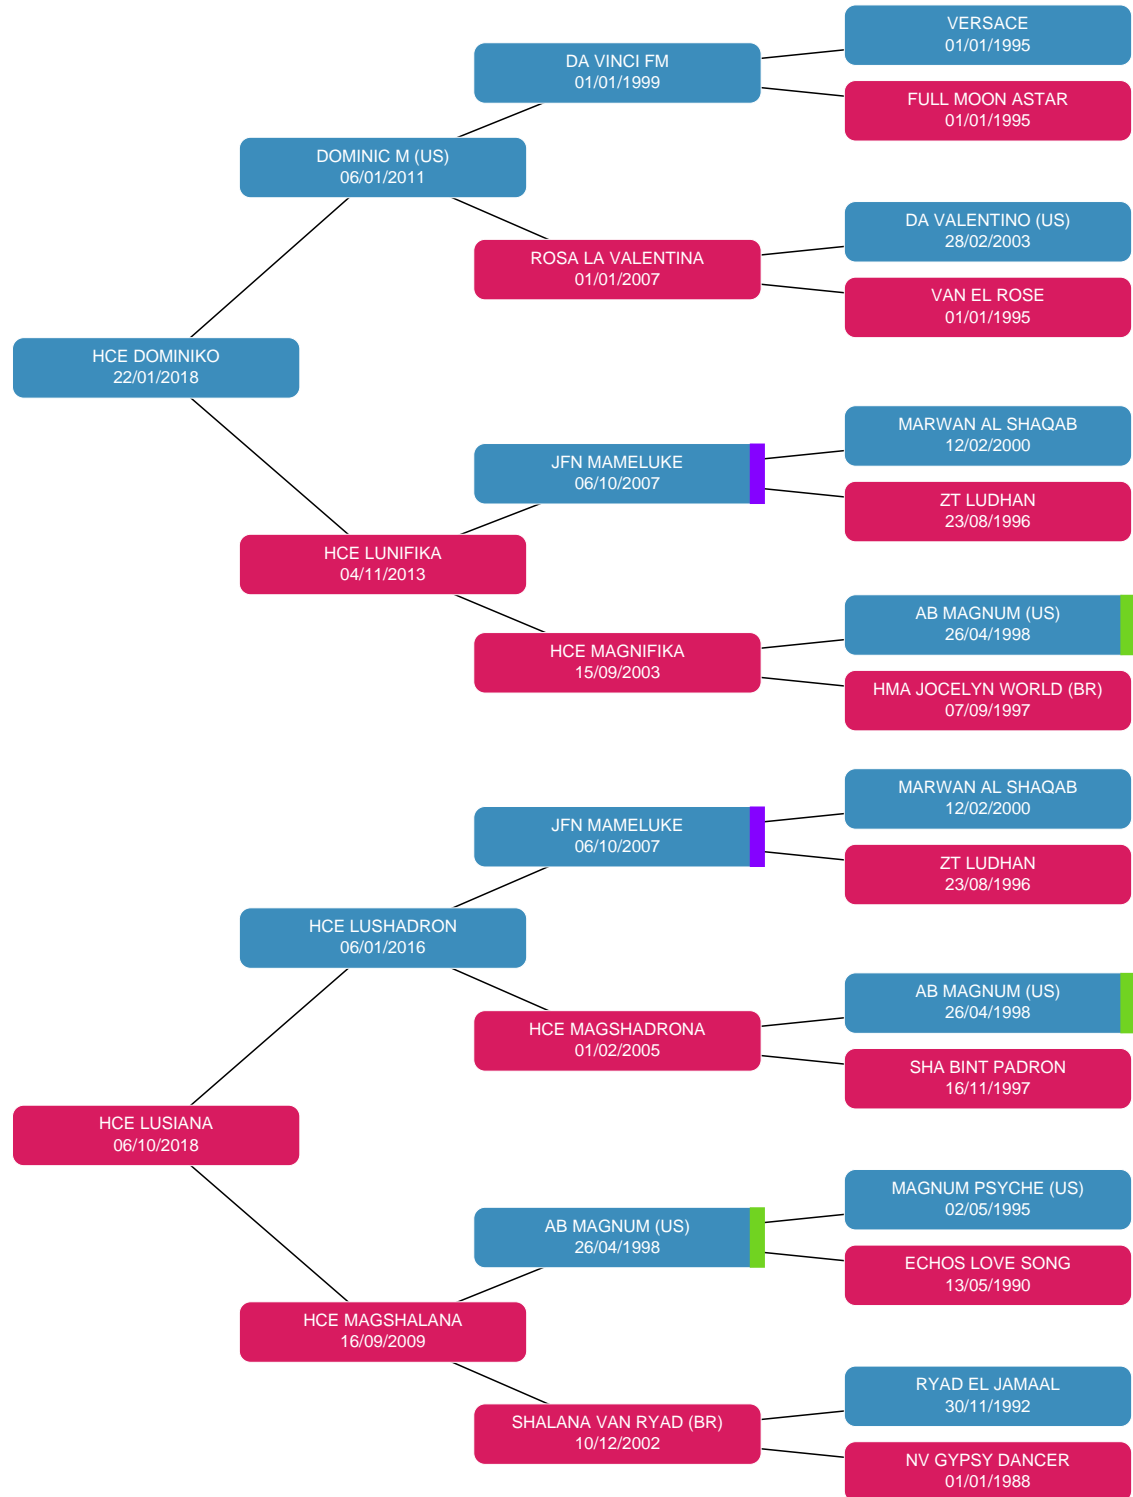 VERSACE
01/01/1995
DA VINCI FM
01/01/1999
FULL MOON ASTAR
01/01/1995
DOMINIC M (US)
06/01/2011
DA VALENTINO (US)
28/02/2003
ROSA LA VALENTINA
01/01/2007
VAN EL ROSE
01/01/1995
HCE DOMINIKO
22/01/2018
MARWAN AL SHAQAB
12/02/2000
JFN MAMELUKE
06/10/2007
ZT LUDHAN
23/08/1996
HCE LUNIFIKA
04/11/2013
AB MAGNUM (US)
26/04/1998
HCE MAGNIFIKA
15/09/2003
HMA JOCELYN WORLD (BR)
07/09/1997
MARWAN AL SHAQAB
12/02/2000
JFN MAMELUKE
06/10/2007
ZT LUDHAN
23/08/1996
HCE LUSHADRON
06/01/2016
AB MAGNUM (US)
26/04/1998
HCE MAGSHADRONA
01/02/2005
SHA BINT PADRON
16/11/1997
HCE LUSIANA
06/10/2018
MAGNUM PSYCHE (US)
02/05/1995
AB MAGNUM (US)
26/04/1998
ECHOS LOVE SONG
13/05/1990
HCE MAGSHALANA
16/09/2009
RYAD EL JAMAAL
30/11/1992
SHALANA VAN RYAD (BR)
10/12/2002
NV GYPSY DANCER
01/01/1988